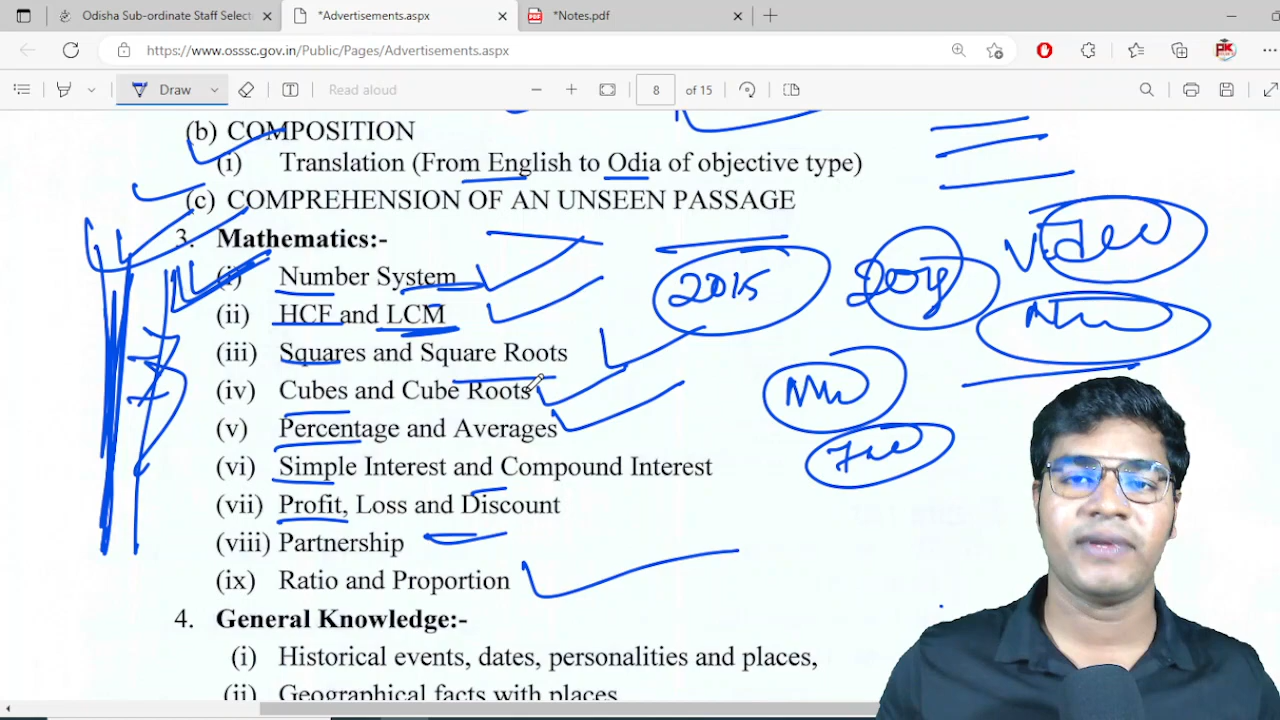 Odisha Sub-ordinate Staff Select
*Advertisements.aspx
PDF
*Notes.pdf
https://www.osssc.gov.in/Public/Pages/Advertisements.aspx
PK
Draw
Read aloud
8 of 15
(b) COMPOSITION
(i) Translation (From English to Odia of objective type)
(c) COMPREHENSION OF AN UNSEEN PASSAGE
3. Mathematics:-
(i) Number System
(ii) HCF and LCM
(iii) Squares and Square Roots
(iv) Cubes and Cube Roots
(v) Percentage and Averages
(vi) Simple Interest and Compound Interest
(vii) Profit, Loss and Discount
(viii) Partnership
(ix) Ratio and Proportion
2015
Video
4. General Knowledge:-
(i) Historical events, dates, personalities and places,
(ii) Geographical facts with places